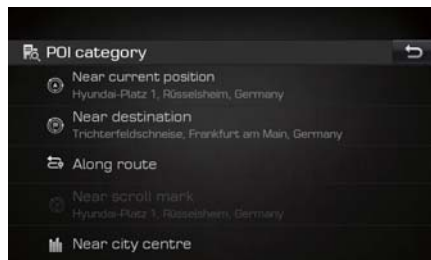 POI category
Near current position
Hyundai-Platz 1, Rüsselsheim, Germany
Near destination
Trichterfeldschneise, Frankfurt am Main, Germany
Along route
Near scroll mark
Hyundai-Platz 1, Rüsselsheim, Germany
Near city centre